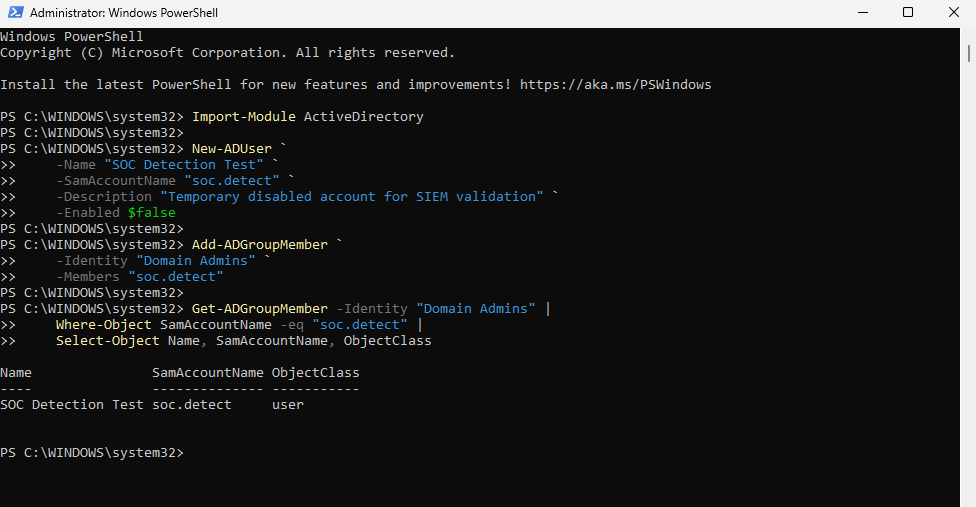 Administrator: Windows PowerShell
Windows PowerShell
Copyright (C) Microsoft Corporation. All rights reserved.
Install the latest PowerShell for new features and improvements! https://aka.ms/PSWindows
PS C:\WINDOWS\system32> Import-Module ActiveDirectory
PS C:\WINDOWS\system32>
PS C:\WINDOWS\system32> New-ADUser `
>>     -Name "SOC Detection Test" `
>>     -SamAccountName "soc.detect" `
>>     -Description "Temporary disabled account for SIEM validation" `
>>     -Enabled $false
PS C:\WINDOWS\system32>
PS C:\WINDOWS\system32> Add-ADGroupMember `
>>     -Identity "Domain Admins" `
>>     -Members "soc.detect"
PS C:\WINDOWS\system32>
PS C:\WINDOWS\system32> Get-ADGroupMember -Identity "Domain Admins" |
>>     Where-Object SamAccountName -eq "soc.detect" |
>>     Select-Object Name, SamAccountName, ObjectClass
Name               SamAccountName ObjectClass
----               -------------- -----------
SOC Detection Test soc.detect     user
PS C:\WINDOWS\system32>